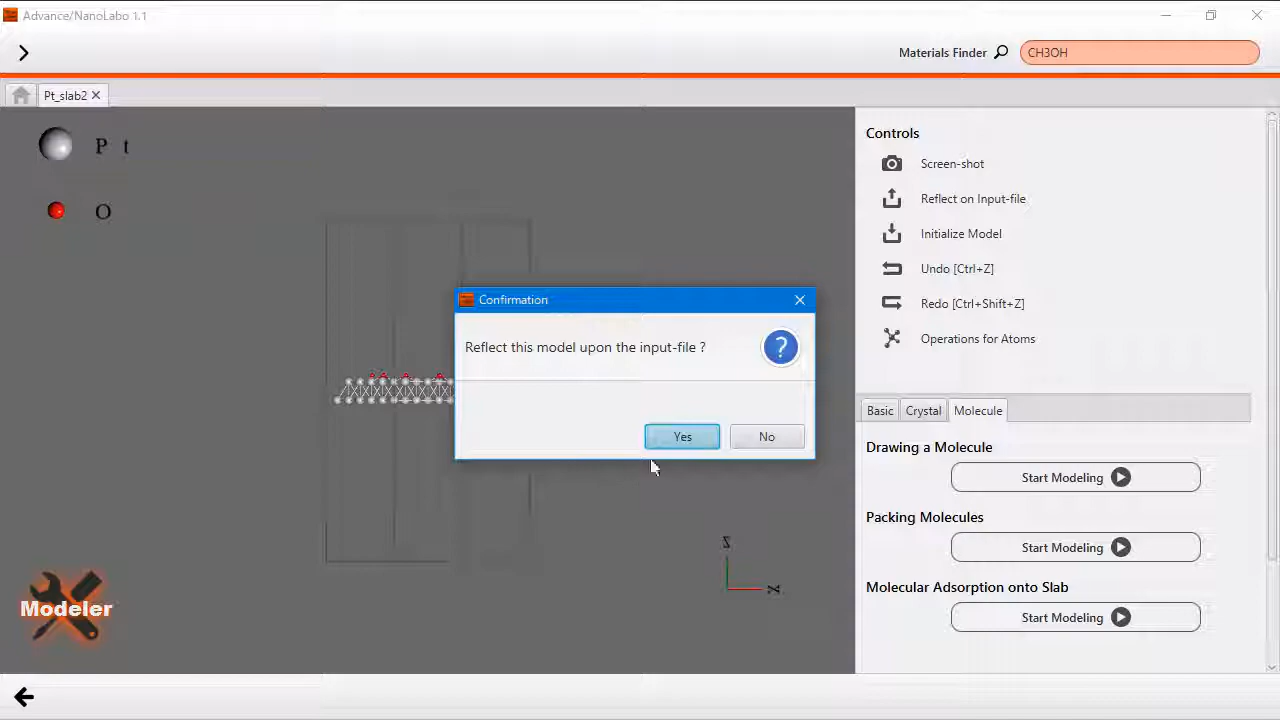 Advance/NanoLabo 1.1
Materials Finder
CH3OH
Pt_slab2
Pt
O
Controls
Screen-shot
Reflect on Input-file
Initialize Model
Undo [Ctrl+Z]
Redo [Ctrl+Shift+Z]
Operations for Atoms
Confirmation
Reflect this model upon the input-file ?
?
Yes
No
Basic
Crystal
Molecule
Drawing a Molecule
Start Modeling
Packing Molecules
Start Modeling
Molecular Adsorption onto Slab
Start Modeling
Modeler